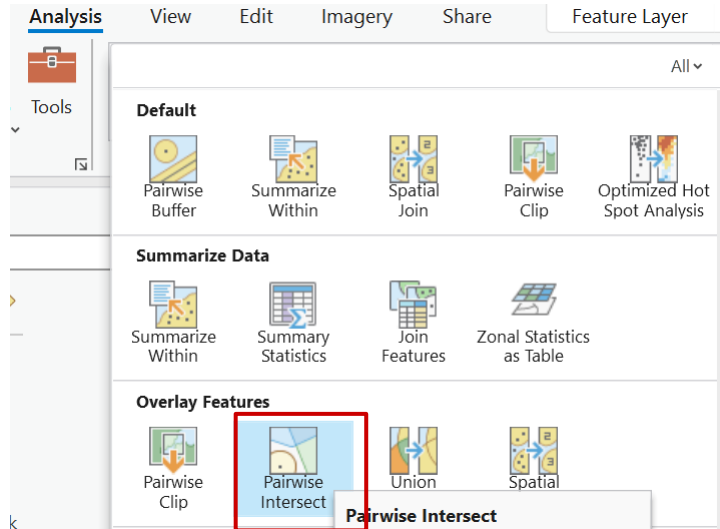 Analysis View Edit Imagery Share Feature Layer
All
Tools
Default
Pairwise Buffer
Summarize Within
Spatial Join
Pairwise Clip
Optimized Hot Spot Analysis
Summarize Data
Summarize Within
Summary Statistics
Join Features
Zonal Statistics as Table
Overlay Features
Pairwise Clip
Pairwise Intersect
Union
Spatial
Pairwise Intersect
k